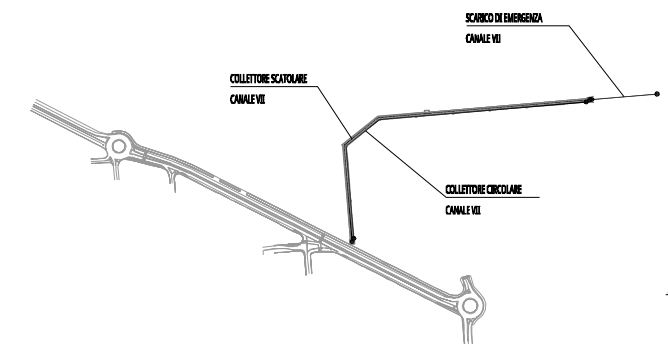 SCARICO DI EMERGENZA
CANALE VII
COLLETTORE SCATOLARE
CANALE VII
COLLETTORE CIRCOLARE
CANALE VII